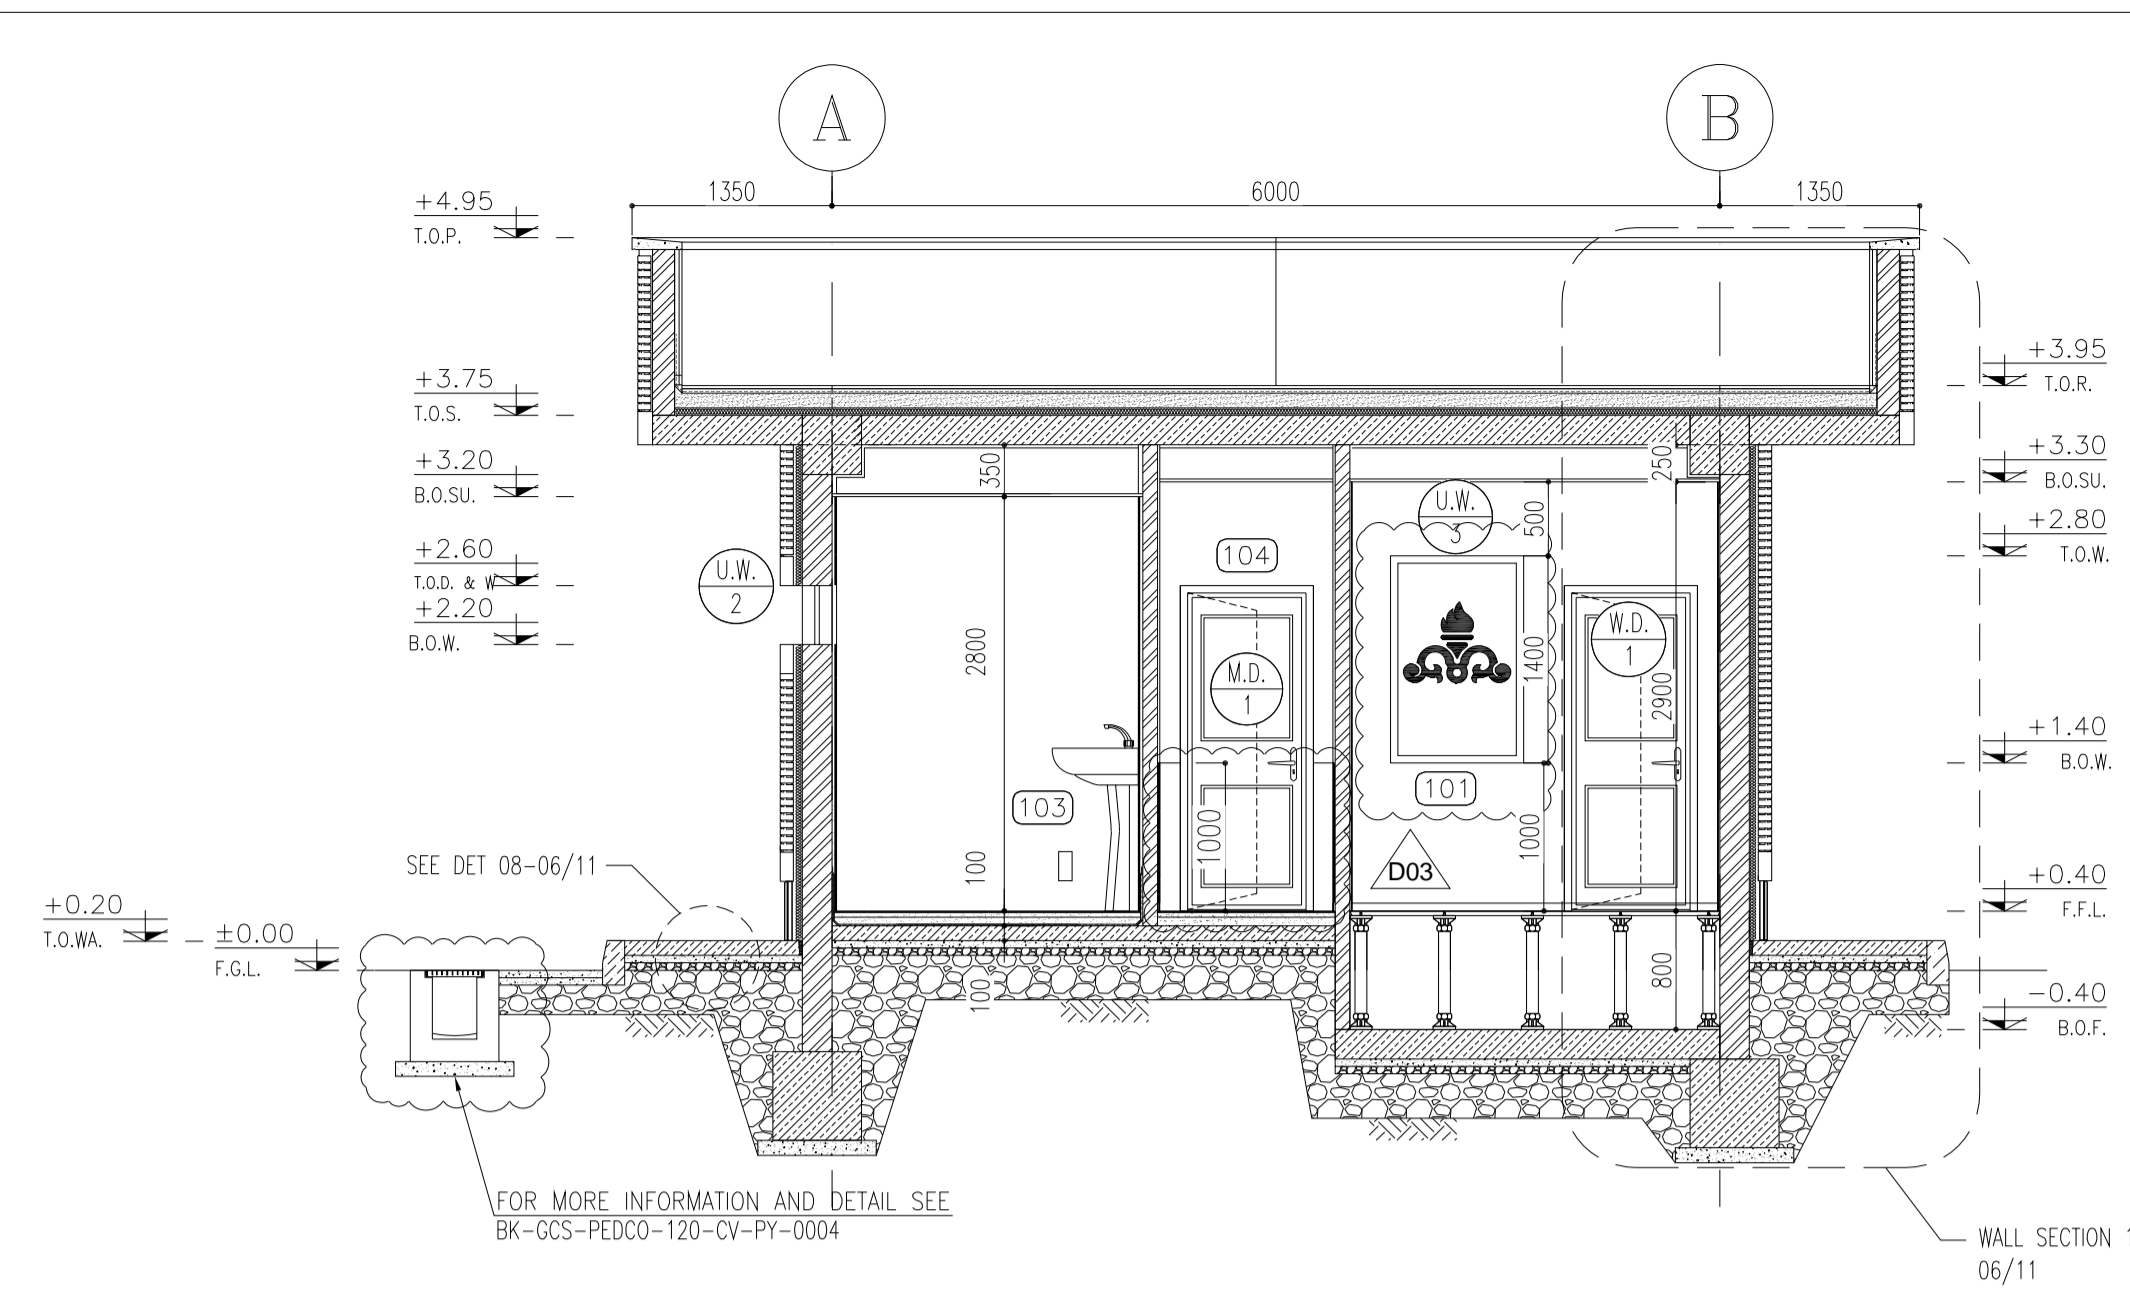 A
B
1350
6000
1350
+4.95
T.O.P.
+3.95
T.O.R.
+3.75
T.O.S.
+3.20
B.O.SU.
350
250
+3.30
B.O.SU.
U.W.
3
500
+2.80
T.O.W.
+2.60
T.O.D. & W
+2.20
B.O.W.
U.W.
2
104
W.D.
1
M.D.
1
2800
1400
2900
+1.40
B.O.W.
101
103
1000
1000
100
D03
SEE DET 08-06/11
+0.40
F.F.L.
+0.20
T.O.WA.
±0.00
F.G.L.
100
800
-0.40
B.O.F.
FOR MORE INFORMATION AND DETAIL SEE
BK-GCS-PEDCO-120-CV-PY-0004
WALL SECTION 1
06/11